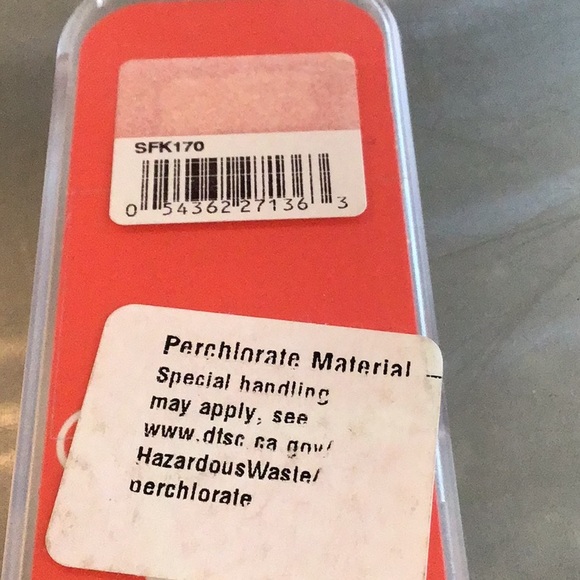 SFK170
0 54362 27136 3
Perchlorate Material
Special handling
may apply, see
www.dtsc.ca.gov/
HazardousWaste/
perchlorate